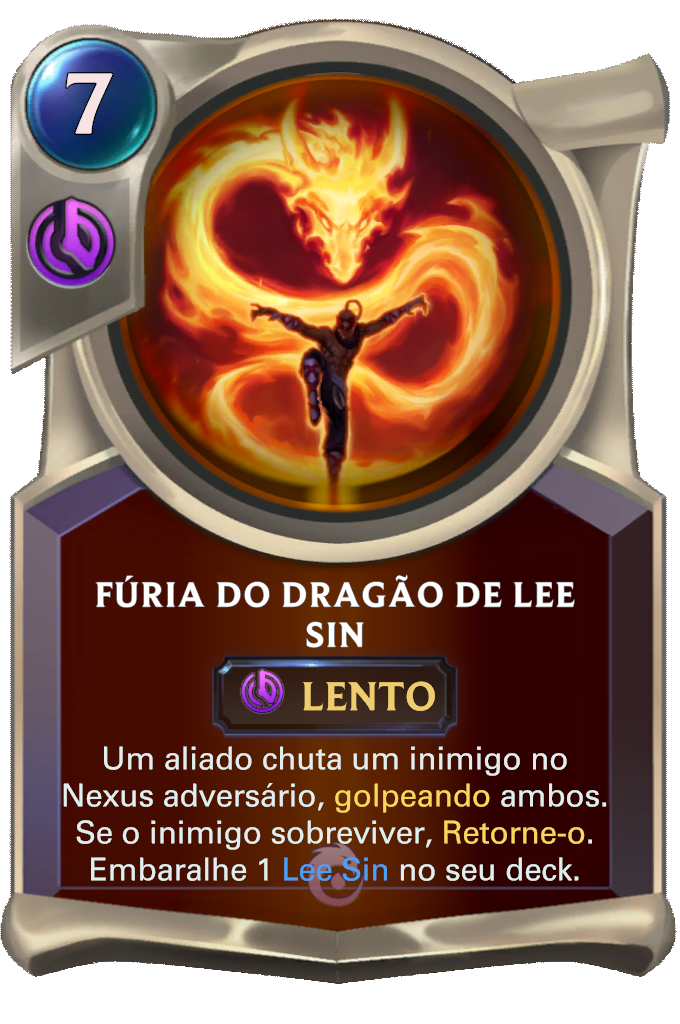 7
FÚRIA DO DRAGÃO DE LEE
SIN
LENTO
Um aliado chuta um inimigo no
Nexus adversário, golpeando ambos.
Se o inimigo sobreviver, Retorne-o.
Embaralhe 1 Lee Sin no seu deck.